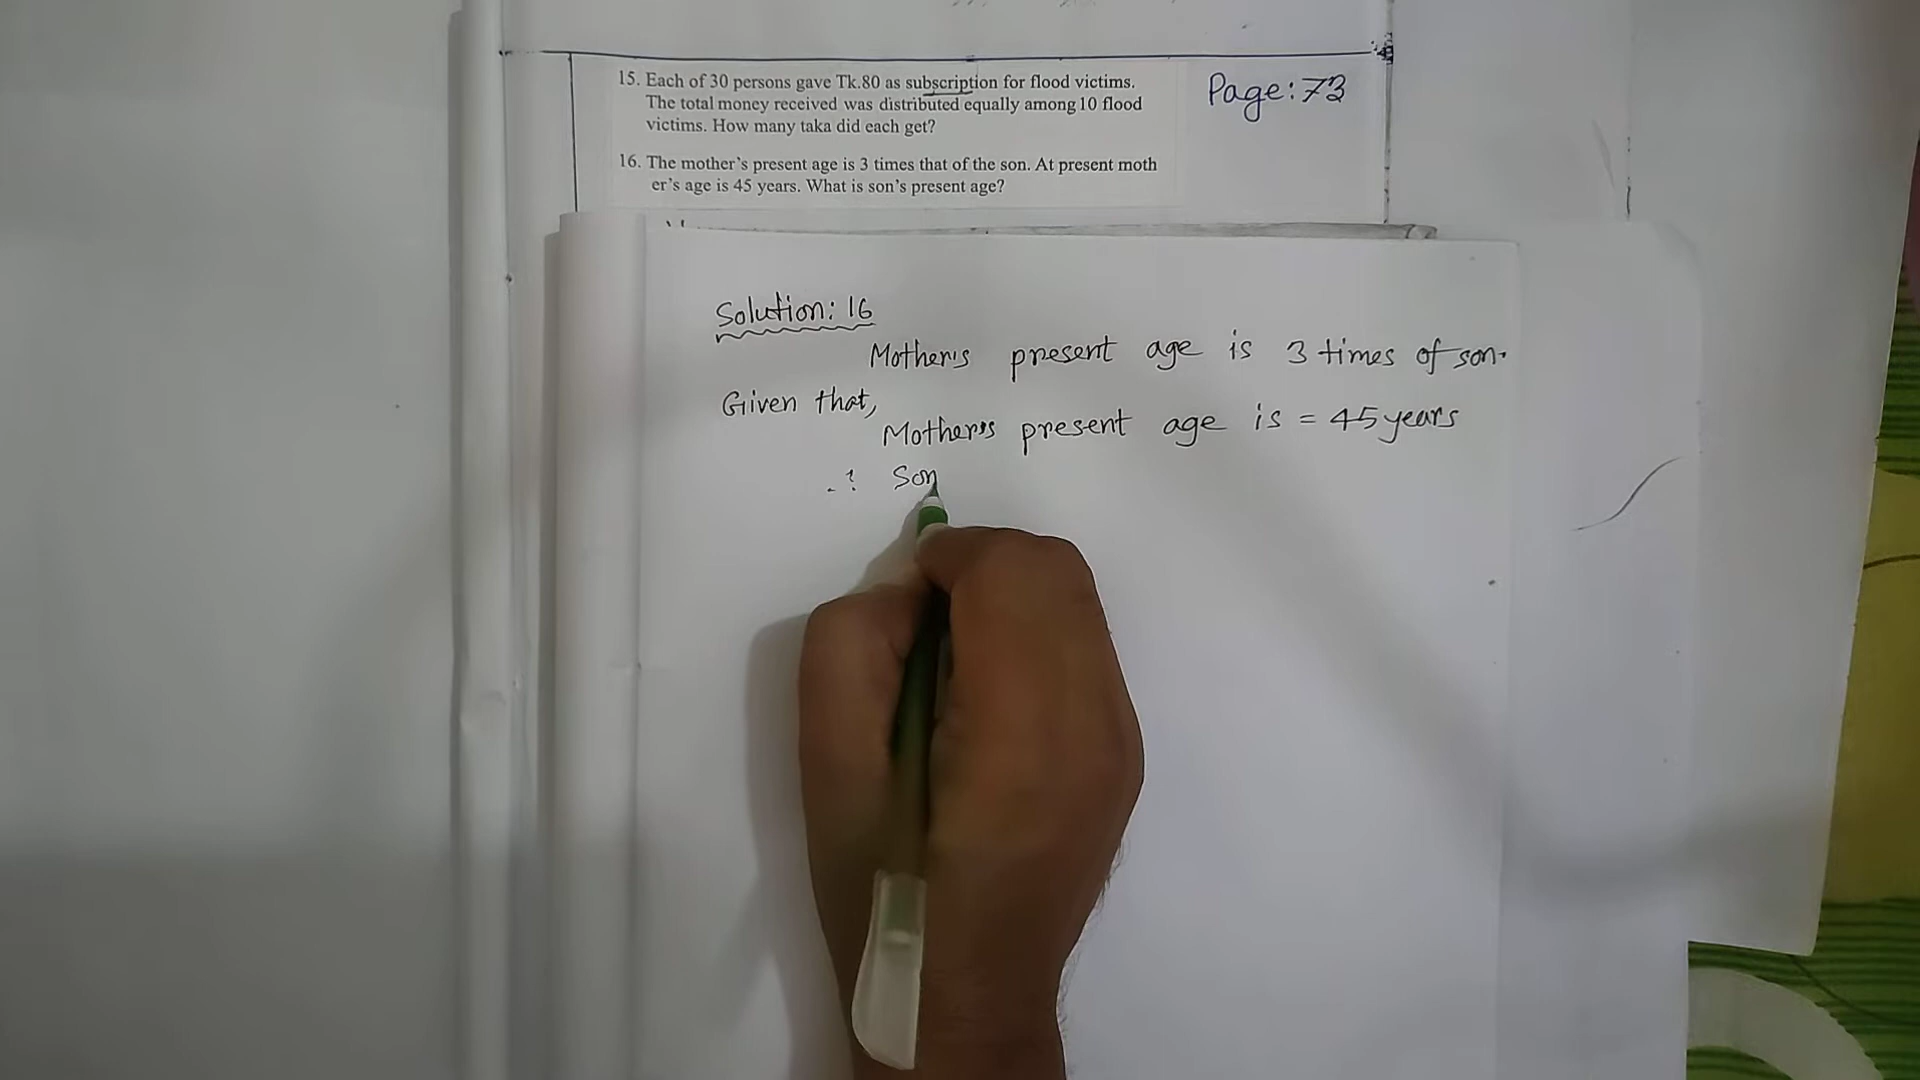 15. Each of 30 persons gave Tk.80 as subscription for flood victims.
The total money received was distributed equally among 10 flood
victims. How many taka did each get?
Page: 73
16. The mother's present age is 3 times that of the son. At present moth
er's age is 45 years. What is son's present age?
Solution: 16
Mother's present age is 3 times of son.
Given that,
Mother's present age is = 45 years
∴ Son